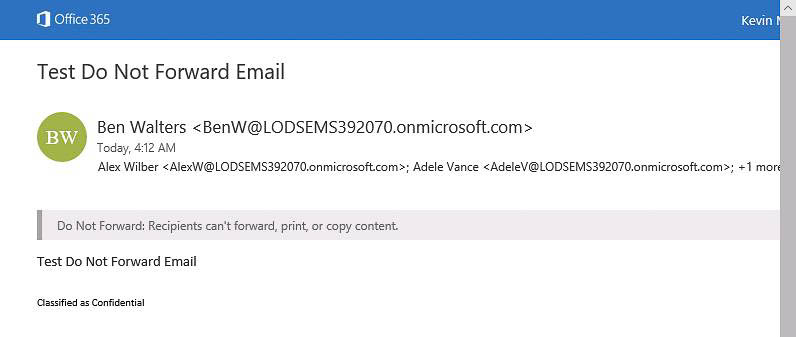 Office 365
Kevin
Test Do Not Forward Email
BW
Ben Walters <BenW@LODSEMS392070.onmicrosoft.com>
Today, 4:12 AM
Alex Wilber <AlexW@LODSEMS392070.onmicrosoft.com>; Adele Vance <AdeleV@LODSEMS392070.onmicrosoft.com>; +1 more
Do Not Forward: Recipients can't forward, print, or copy content.
Test Do Not Forward Email
Classified as Confidential